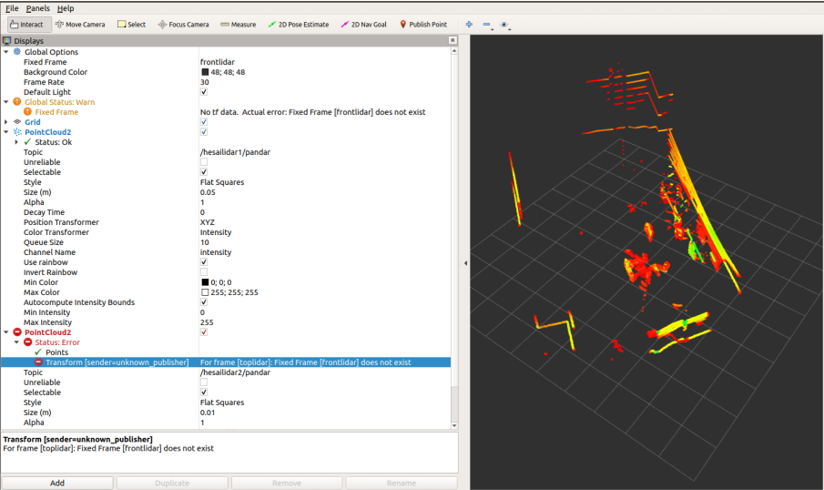 File Panels Help
Interact Move Camera Select Focus Camera Measure 2D Pose Estimate 2D Nav Goal Publish Point
Displays
Global Options
Fixed Frame frontlidar
Background Color 48; 48; 48
Frame Rate 30
Default Light
Global Status: Warn
Fixed Frame No tf data. Actual error: Fixed Frame [frontlidar] does not exist
Grid
PointCloud2
Status: Ok
Topic /hesailidar1/pandar
Unreliable
Selectable
Style Flat Squares
Size (m) 0.05
Alpha 1
Decay Time 0
Position Transformer XYZ
Color Transformer Intensity
Queue Size 10
Channel Name intensity
Use rainbow
Invert Rainbow
Min Color 0; 0; 0
Max Color 255; 255; 255
Autocompute Intensity Bounds
Min Intensity 0
Max Intensity 255
PointCloud2
Status: Error
Points
Transform [sender=unknown_publisher] For frame [toplidar]: Fixed Frame [frontlidar] does not exist
Topic /hesailidar2/pandar
Unreliable
Selectable
Style Flat Squares
Size (m) 0.01
Alpha 1
Transform [sender=unknown_publisher]
For frame [toplidar]: Fixed Frame [frontlidar] does not exist
Add Duplicate Remove Rename